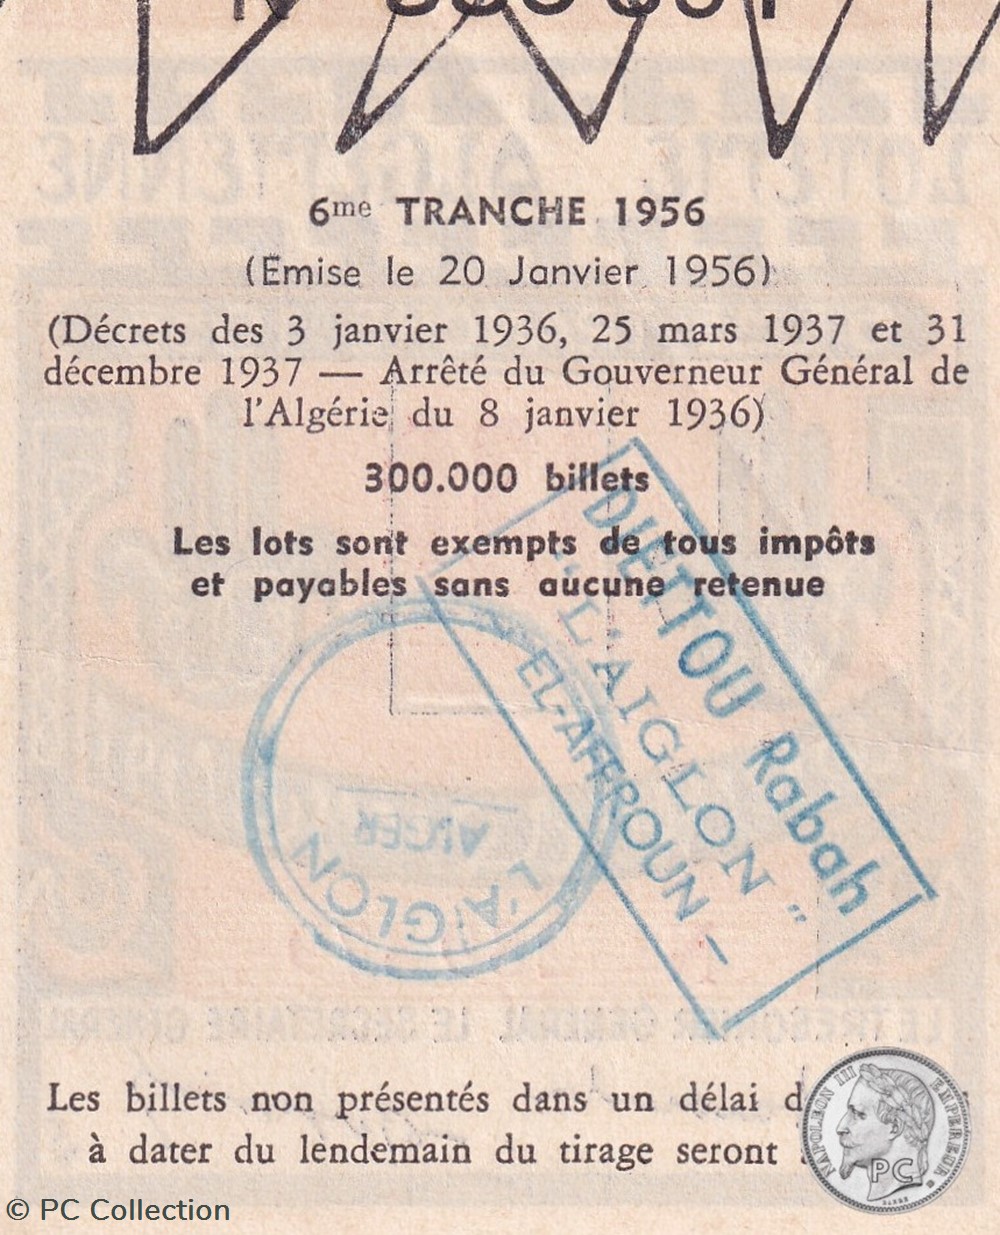 6me TRANCHE 1956
(Emise le 20 Janvier 1956)
(Décrets des 3 janvier 1936, 25 mars 1937 et 31
décembre 1937 — Arrêté du Gouverneur Général de
l'Algérie du 8 janvier 1936)
300.000 billets
Les lots sont exempts de tous impôts
et payables sans aucune retenue
DJETTOU Rabah
"L'AIGLON"
EL-AFFROUN -
ALGER
L'AIGLON
Les billets non présentés dans un délai
à dater du lendemain du tirage seront
NAPOLEON III EMPEREUR
PC
© PC Collection